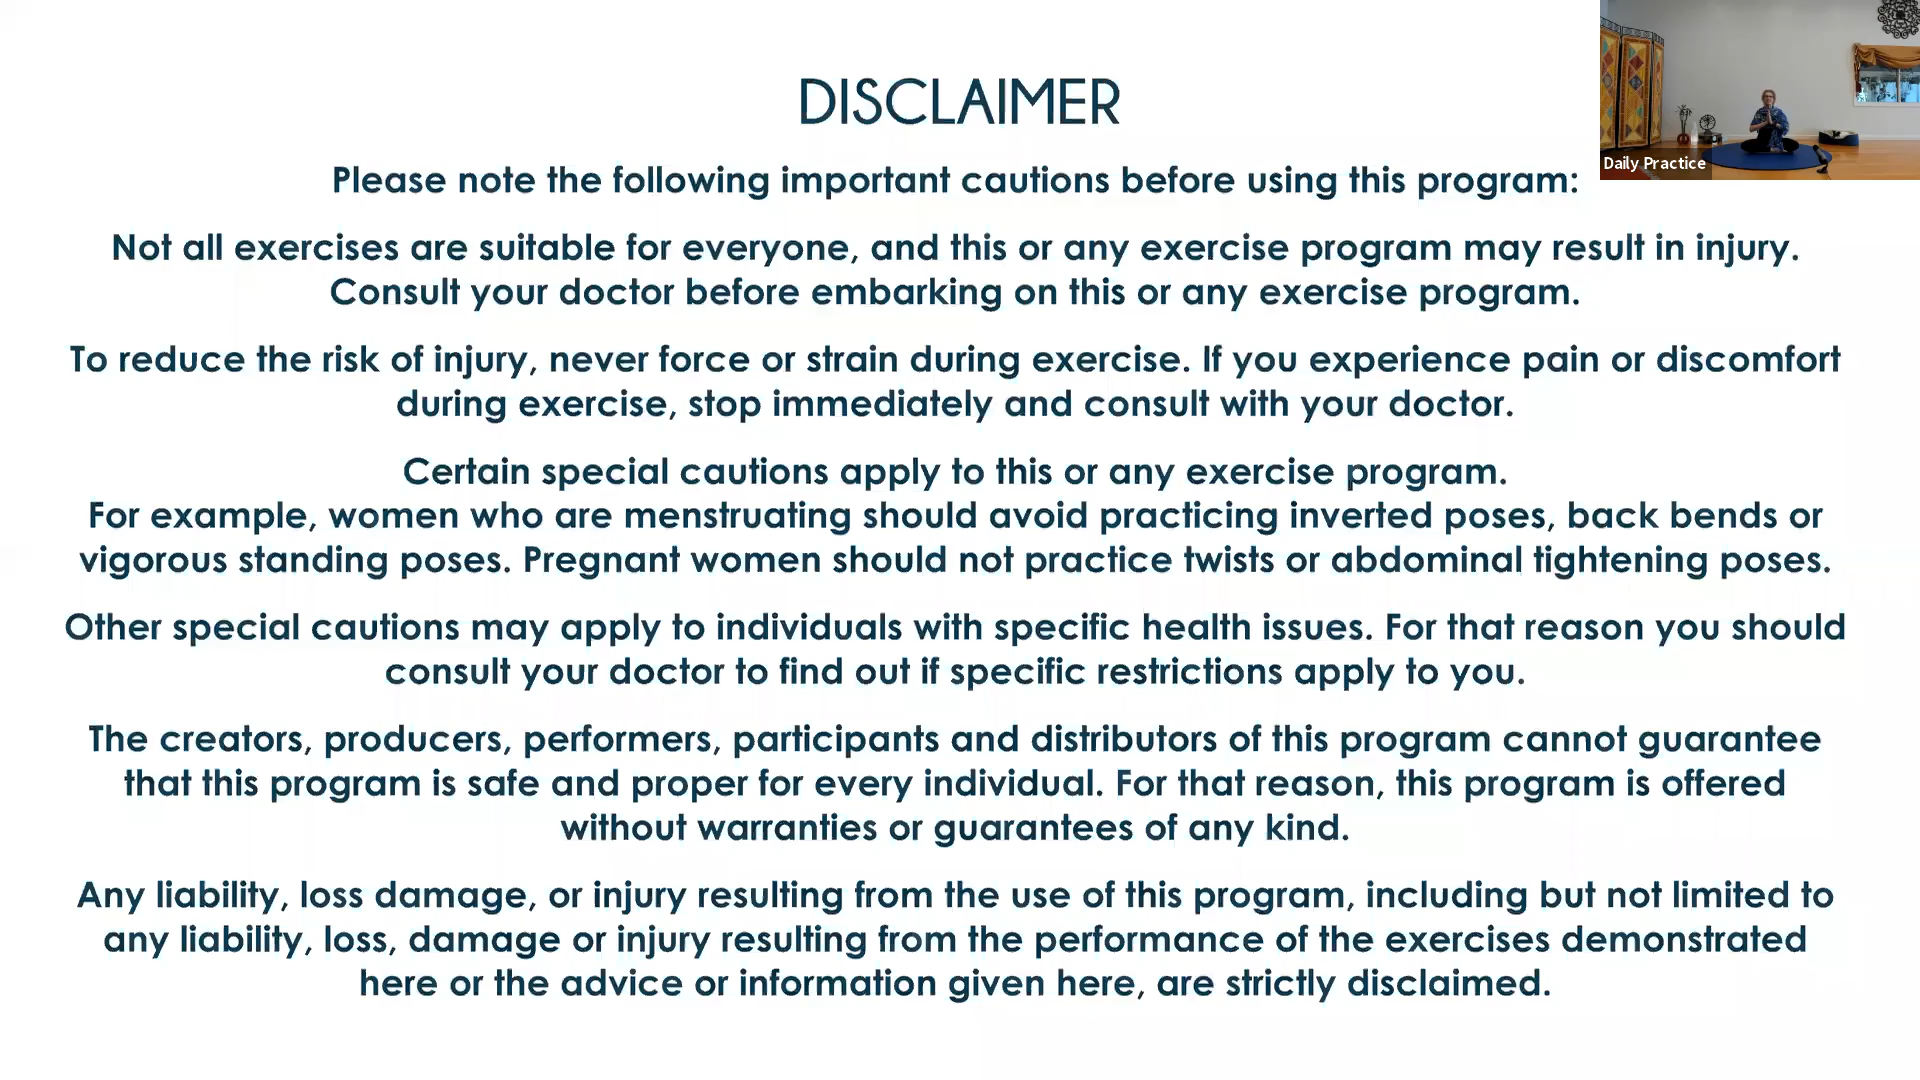 DISCLAIMER
Daily Practice
Please note the following important cautions before using this program:
Not all exercises are suitable for everyone, and this or any exercise program may result in injury.
Consult your doctor before embarking on this or any exercise program.
To reduce the risk of injury, never force or strain during exercise. If you experience pain or discomfort
during exercise, stop immediately and consult with your doctor.
Certain special cautions apply to this or any exercise program.
For example, women who are menstruating should avoid practicing inverted poses, back bends or
vigorous standing poses. Pregnant women should not practice twists or abdominal tightening poses.
Other special cautions may apply to individuals with specific health issues. For that reason you should
consult your doctor to find out if specific restrictions apply to you.
The creators, producers, performers, participants and distributors of this program cannot guarantee
that this program is safe and proper for every individual. For that reason, this program is offered
without warranties or guarantees of any kind.
Any liability, loss damage, or injury resulting from the use of this program, including but not limited to
any liability, loss, damage or injury resulting from the performance of the exercises demonstrated
here or the advice or information given here, are strictly disclaimed.